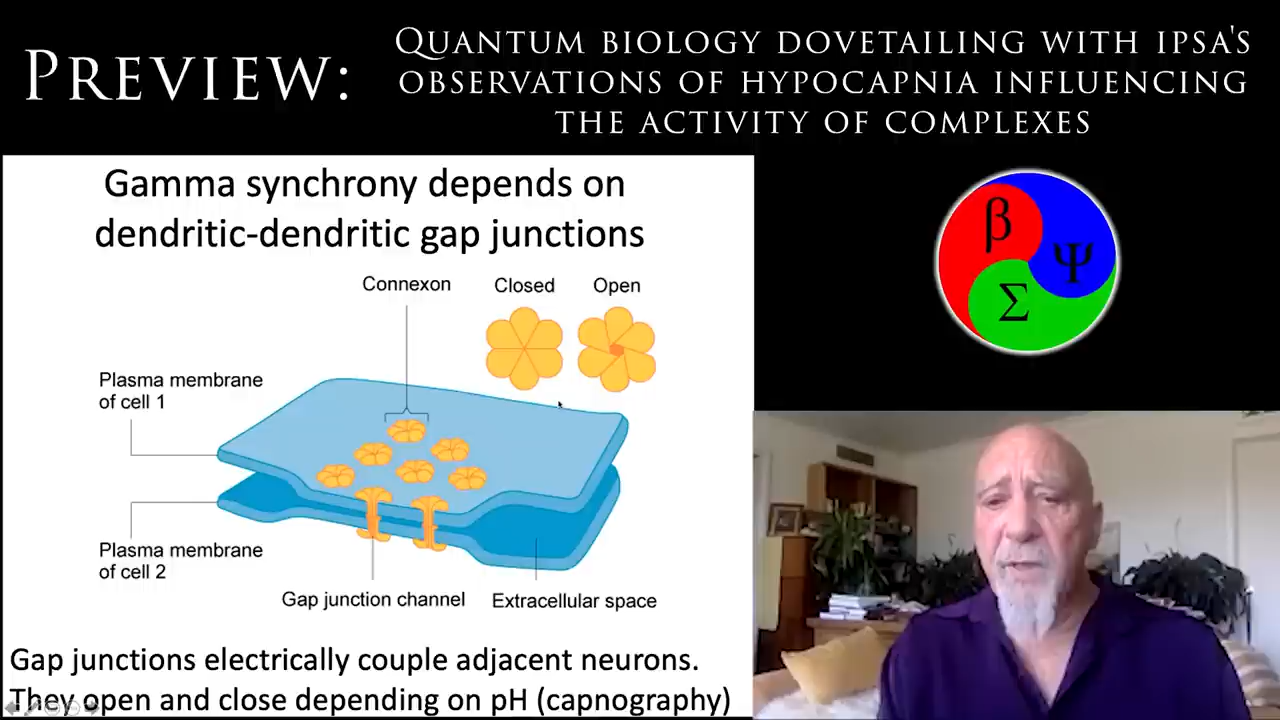 PREVIEW:
QUANTUM BIOLOGY DOVETAILING WITH IPSA'S
OBSERVATIONS OF HYPOCAPNIA INFLUENCING
THE ACTIVITY OF COMPLEXES
Gamma synchrony depends on
dendritic-dendritic gap junctions
Connexon
Closed
Open
Plasma membrane
of cell 1
Plasma membrane
of cell 2
Gap junction channel
Extracellular space
Gap junctions electrically couple adjacent neurons.
They open and close depending on pH (capnography)
β
Ψ
Σ